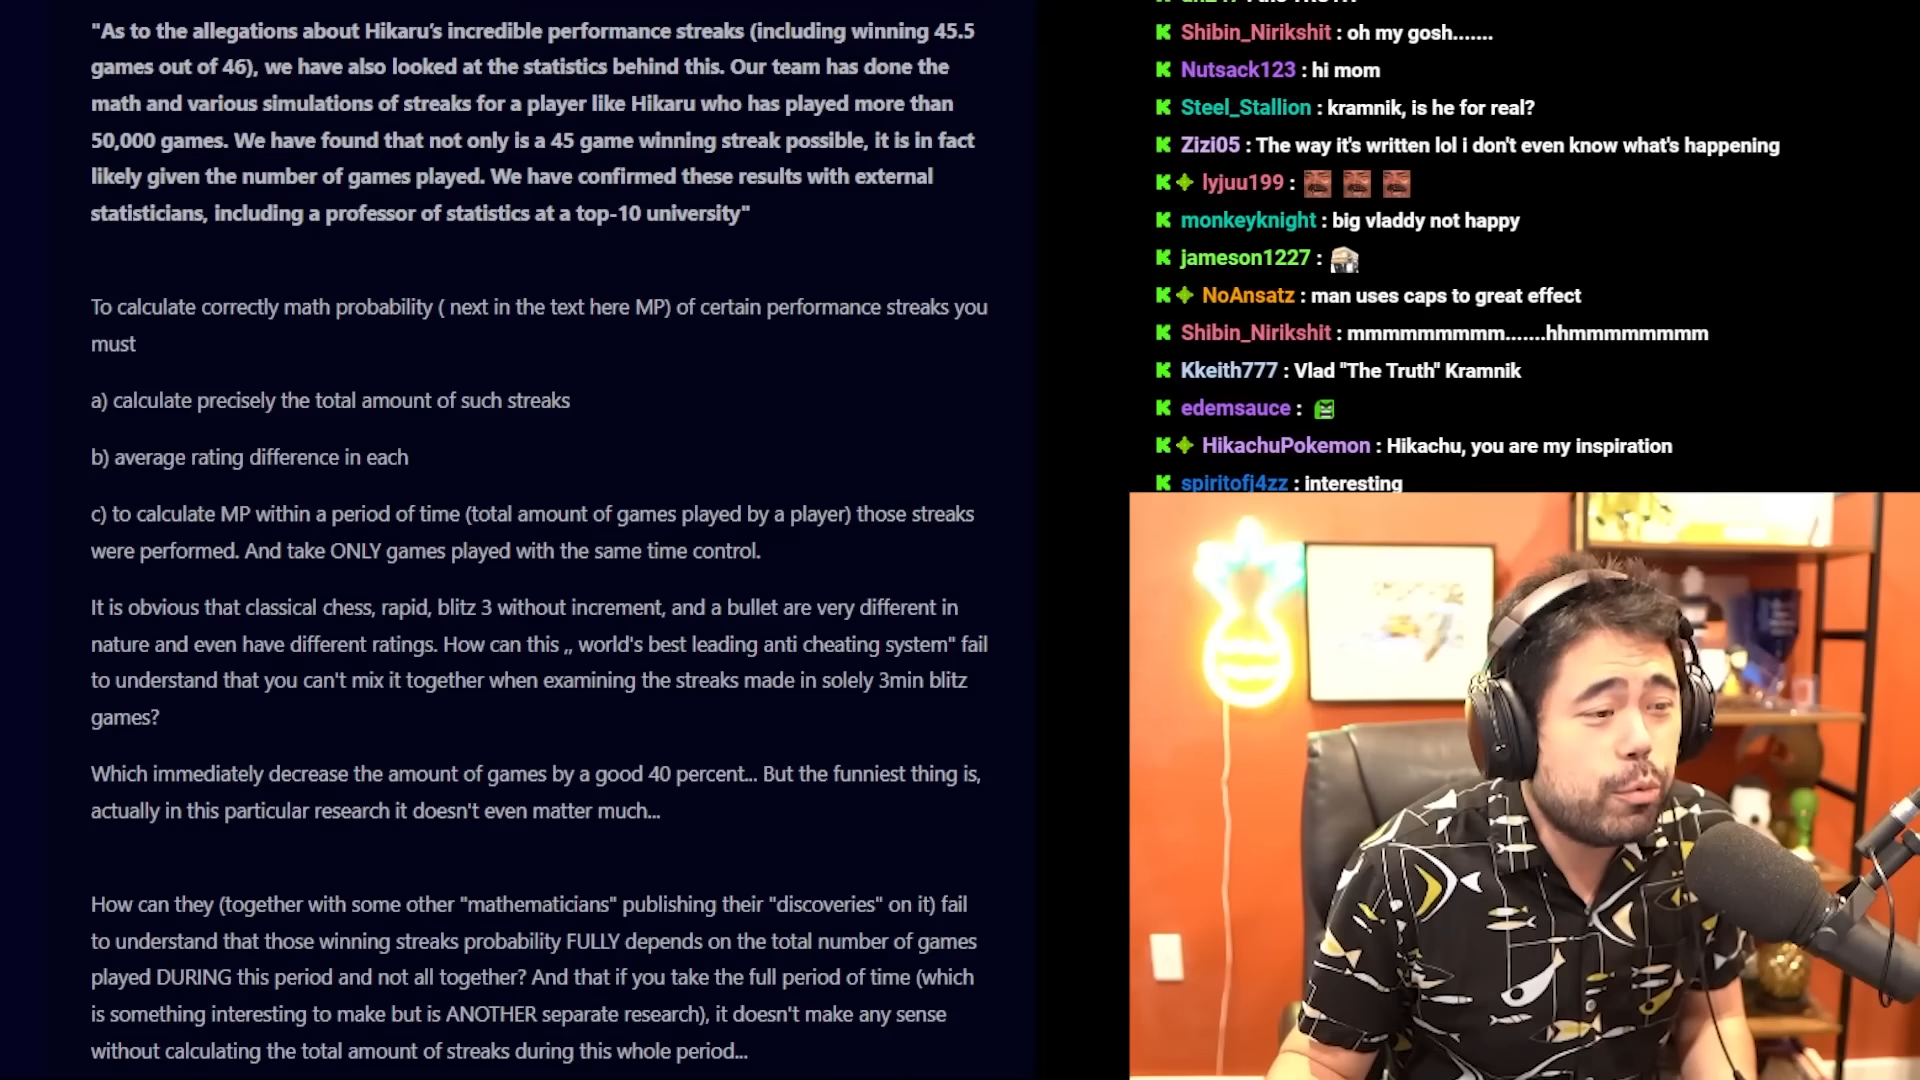 "As to the allegations about Hikaru's incredible performance streaks (including winning 45.5
games out of 46), we have also looked at the statistics behind this. Our team has done the
math and various simulations of streaks for a player like Hikaru who has played more than
50,000 games. We have found that not only is a 45 game winning streak possible, it is in fact
likely given the number of games played. We have confirmed these results with external
statisticians, including a professor of statistics at a top-10 university"
To calculate correctly math probability ( next in the text here MP) of certain performance streaks you
must
a) calculate precisely the total amount of such streaks
b) average rating difference in each
c) to calculate MP within a period of time (total amount of games played by a player) those streaks
were performed. And take ONLY games played with the same time control.
It is obvious that classical chess, rapid, blitz 3 without increment, and a bullet are very different in
nature and even have different ratings. How can this „ world's best leading anti cheating system" fail
to understand that you can't mix it together when examining the streaks made in solely 3min blitz
games?
Which immediately decrease the amount of games by a good 40 percent... But the funniest thing is,
actually in this particular research it doesn't even matter much...
How can they (together with some other "mathematicians" publishing their "discoveries" on it) fail
to understand that those winning streaks probability FULLY depends on the total number of games
played DURING this period and not all together? And that if you take the full period of time (which
is something interesting to make but is ANOTHER separate research), it doesn't make any sense
without calculating the total amount of streaks during this whole period...
Shibin_Nirikshit : oh my gosh.......
Nutsack123 : hi mom
Steel_Stallion : kramnik, is he for real?
Zizi05 : The way it's written lol i don't even know what's happening
lyjuu199 :
monkeyknight : big vladdy not happy
jameson1227 :
NoAnsatz : man uses caps to great effect
Shibin_Nirikshit : mmmmmmmmm.......hhmmmmmmmm
Kkeith777 : Vlad "The Truth" Kramnik
edemsauce :
HikachuPokemon : Hikachu, you are my inspiration
spiritofj4zz : interesting